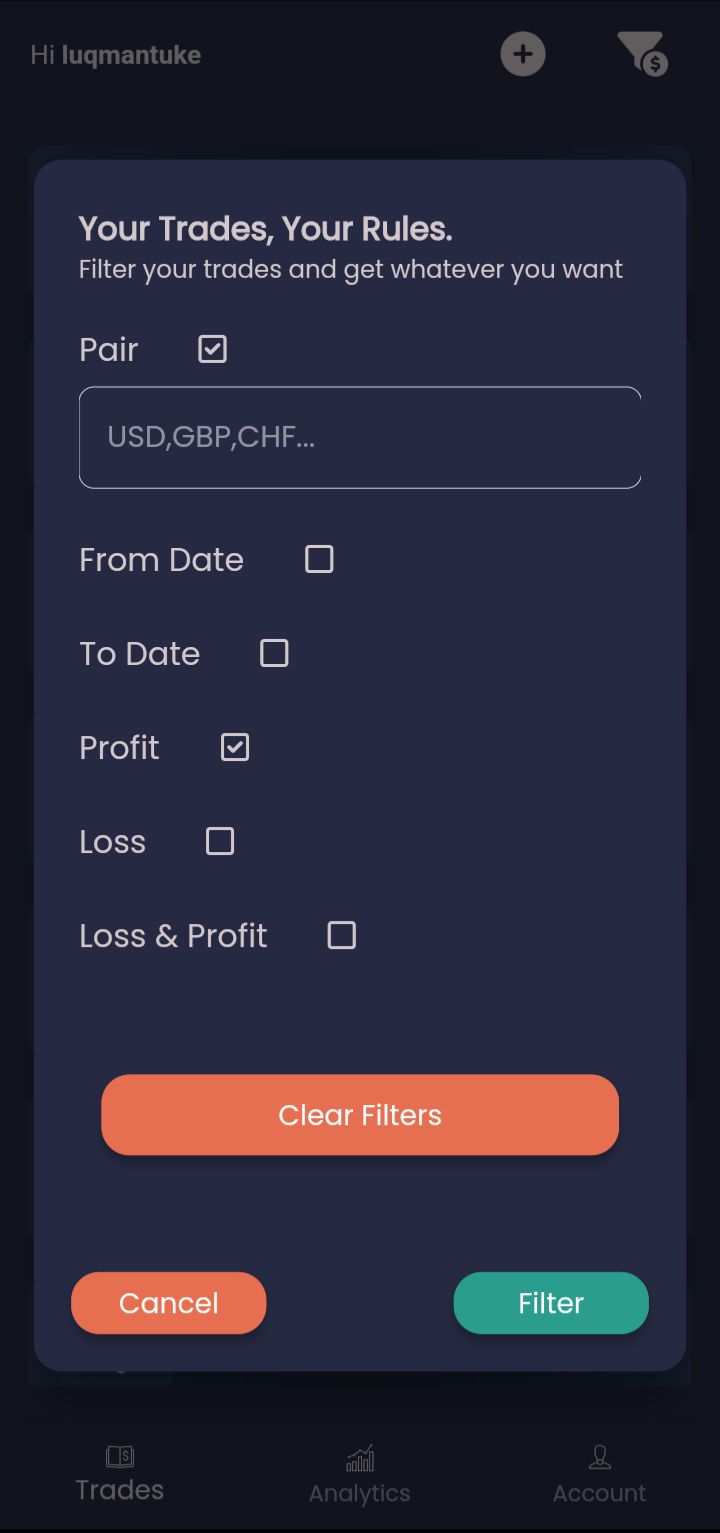 Hi luqmantuke
Your Trades, Your Rules.
Filter your trades and get whatever you want
Pair
USD,GBP,CHF...
From Date
To Date
Profit
Loss
Loss & Profit
Clear Filters
Cancel
Filter
Trades
Analytics
Account